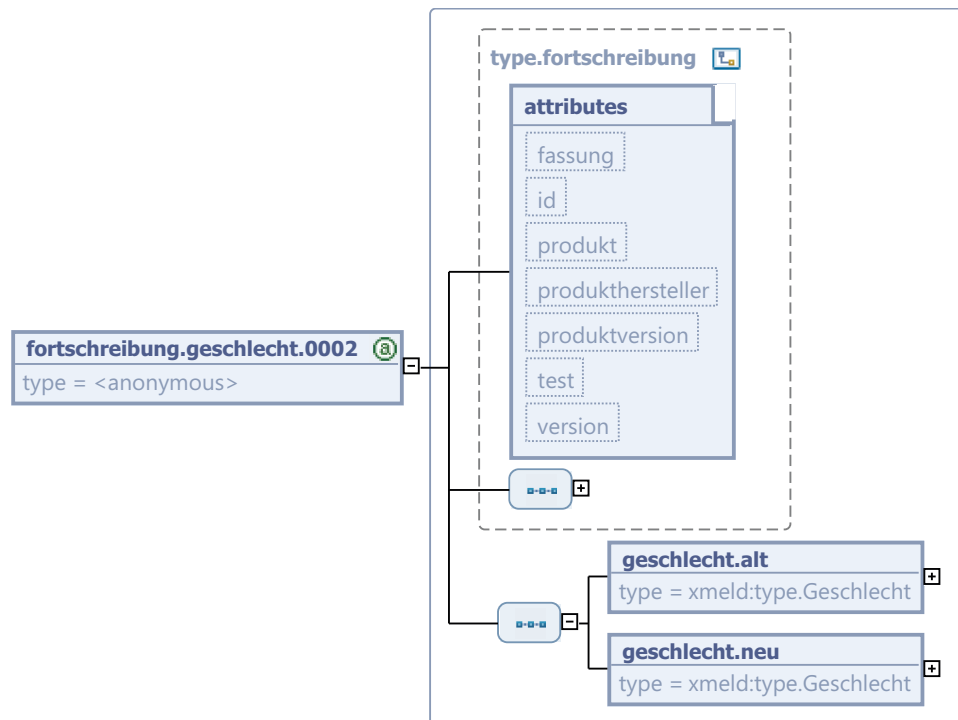 type.fortschreibung
attributes
fassung
id
produkt
produkthersteller
produktversion
test
version
fortschreibung.geschlecht.0002 @
type = <anonymous>
geschlecht.alt
type = xmeld:type.Geschlecht
geschlecht.neu
type = xmeld:type.Geschlecht